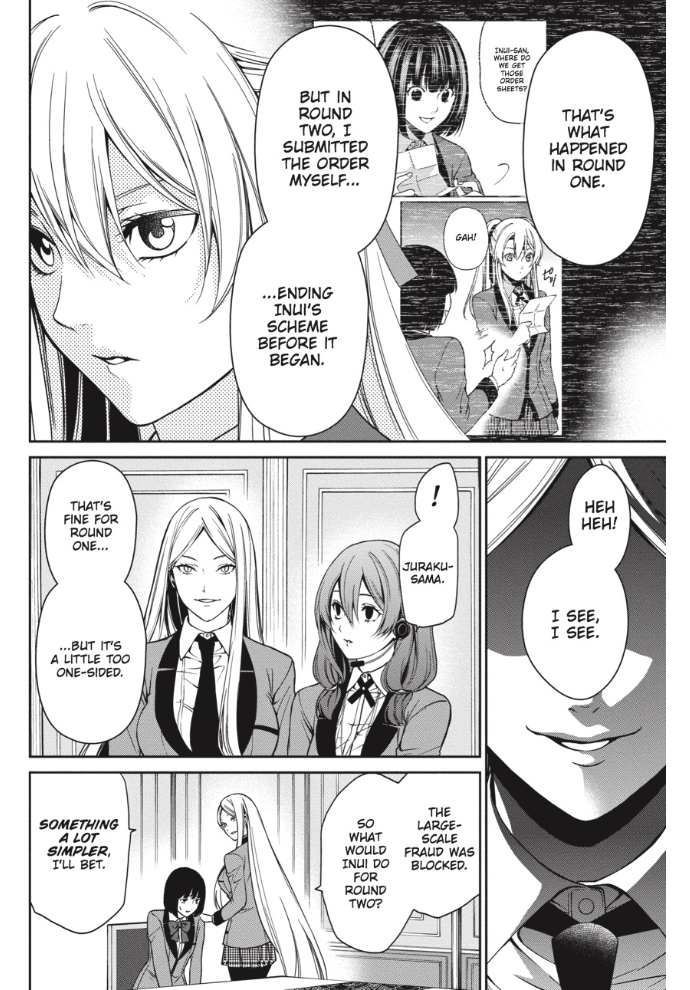 THAT'S
WHAT
HAPPENED
IN ROUND
ONE.
INUI-SAN,
WHERE DO
WE GET
THOSE
ORDER
SHEETS?
GAH!
BUT IN
ROUND
TWO, I
SUBMITTED
THE ORDER
MYSELF...
...ENDING
INUI'S
SCHEME
BEFORE IT
BEGAN.
HEH
HEH!
I SEE,
I SEE.
!
JURAKU-
SAMA.
THAT'S
FINE FOR
ROUND
ONE...
...BUT IT'S
A LITTLE TOO
ONE-SIDED.
THE
LARGE-
SCALE
FRAUD WAS
BLOCKED.
SO
WHAT
WOULD
INUI DO
FOR
ROUND
TWO?
SOMETHING
A LOT
SIMPLER,
I'LL BET.